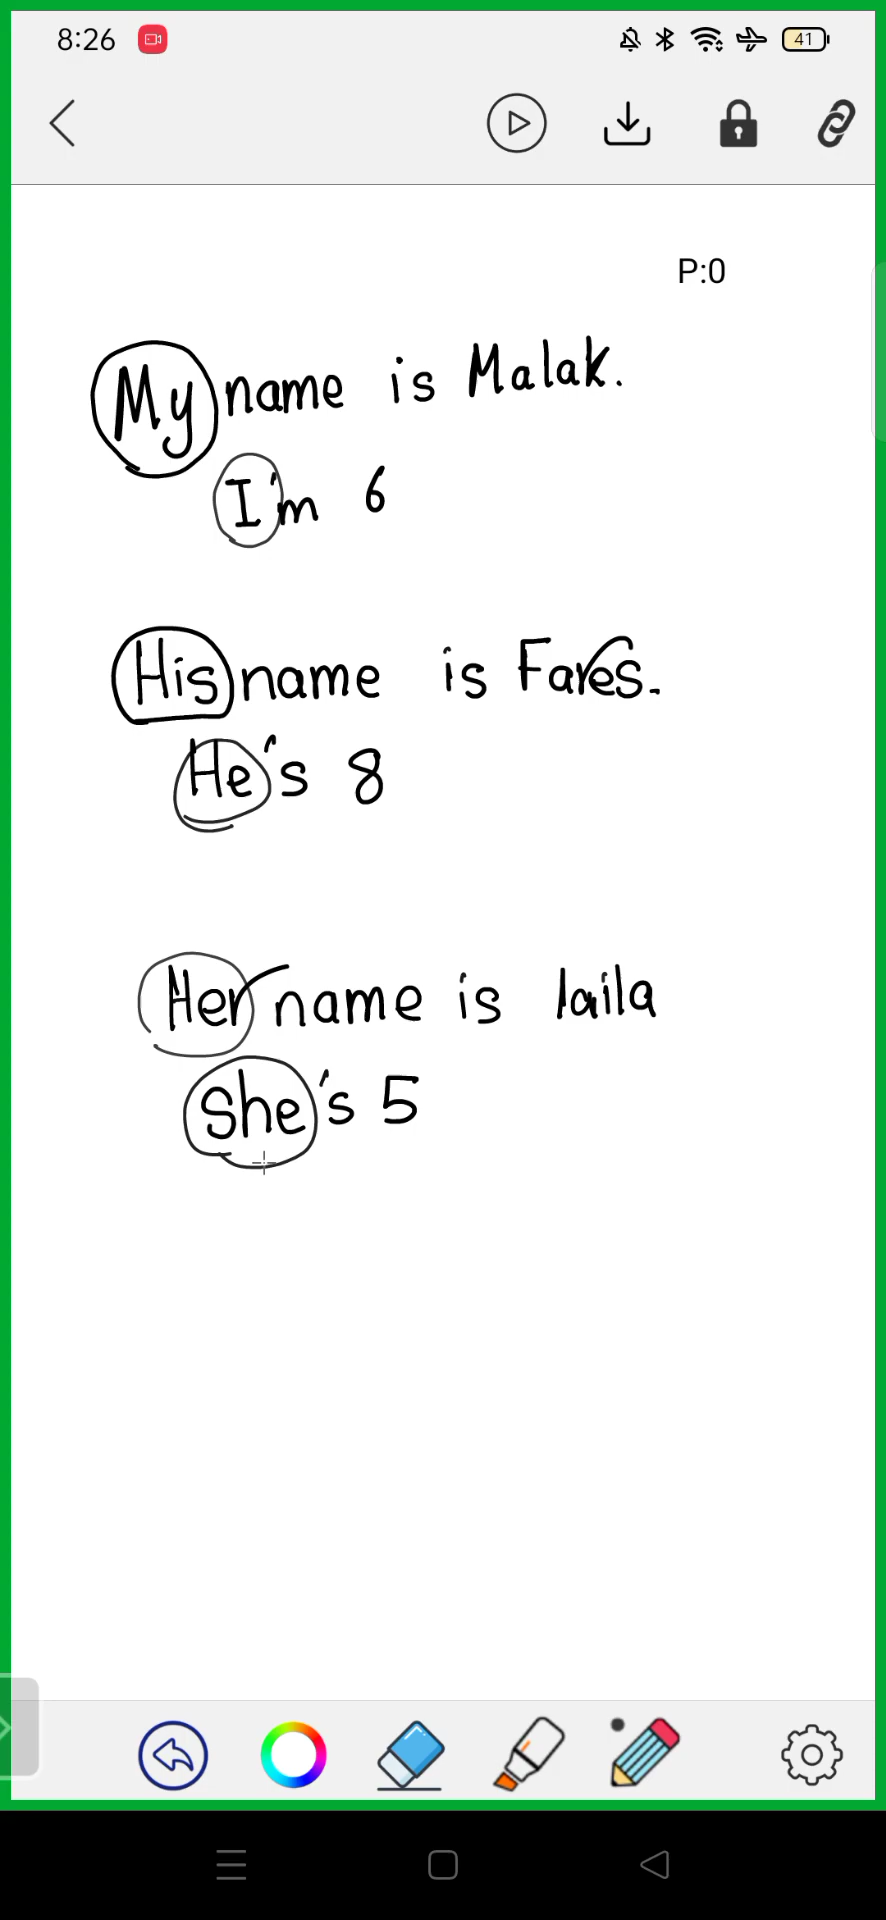 8:26
41
P:0
My name is Malak.
I'm 6
His name is Fares.
He's 8
Her name is laila
She's 5